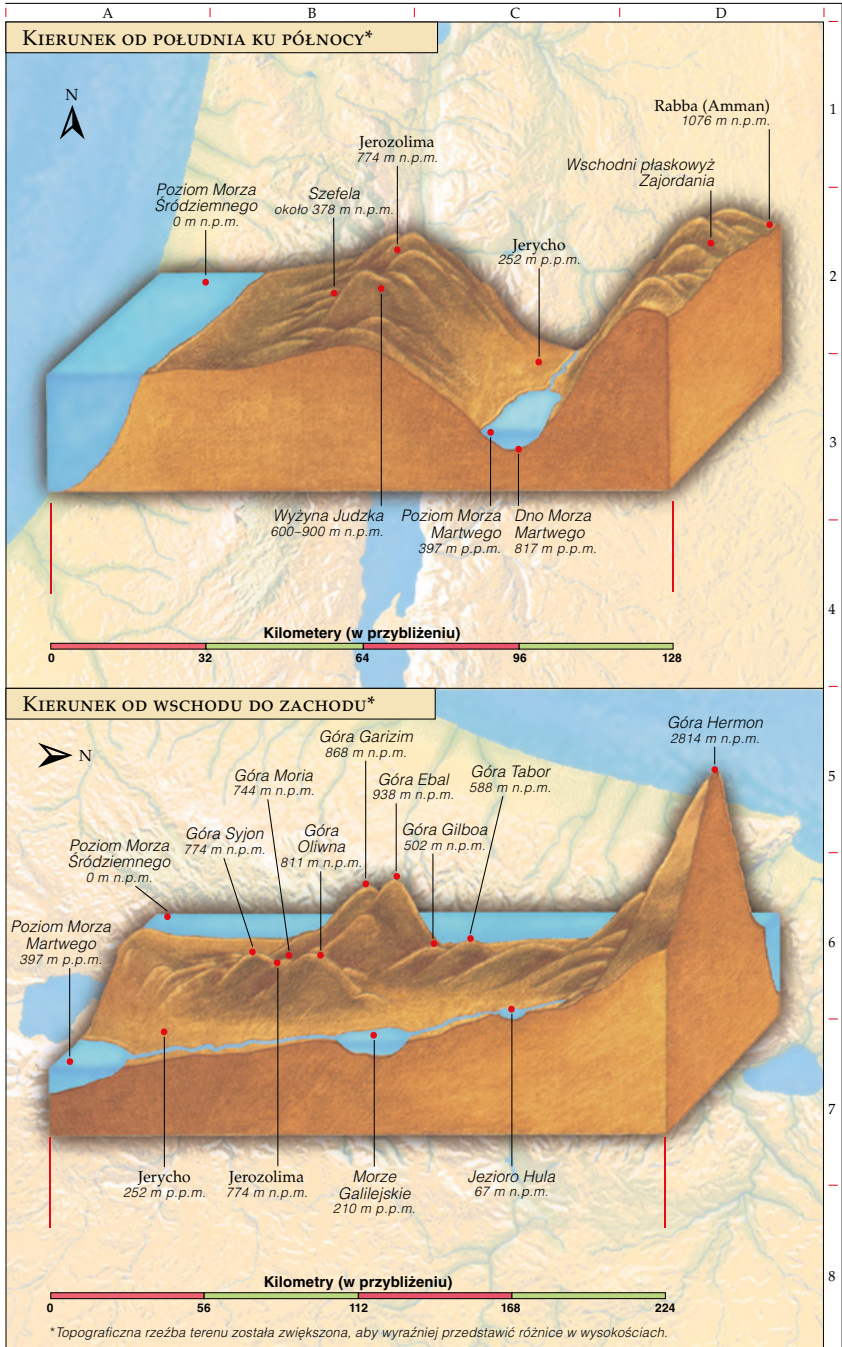 A B C D
KIERUNEK OD POŁUDNIA KU PÓŁNOCY*
N
1
Rabba (Amman)
1076 m n.p.m.
Jerozolima
774 m n.p.m.
Wschodni płaskowyż
Zajordania
Poziom Morza
Śródziemnego
0 m n.p.m.
Szefela
około 378 m n.p.m.
Jerycho
252 m p.p.m.
2
3
Wyżyna Judzka
600–900 m n.p.m.
Poziom Morza
Martwego
397 m p.p.m.
Dno Morza
Martwego
817 m p.p.m.
4
Kilometery (w przybliżeniu)
0 32 64 96 128
KIERUNEK OD WSCHODU DO ZACHODU*
N
Góra Hermon
2814 m n.p.m.
5
Góra Garizim
868 m n.p.m.
Góra Moria
744 m n.p.m.
Góra Ebal
938 m n.p.m.
Góra Tabor
588 m n.p.m.
Góra Syjon
774 m n.p.m.
Góra
Oliwna
811 m n.p.m.
Góra Gilboa
502 m n.p.m.
Poziom Morza
Śródziemnego
0 m n.p.m.
Poziom Morza
Martwego
397 m p.p.m.
6
7
Jerycho
252 m p.p.m.
Jerozolima
774 m n.p.m.
Morze
Galilejskie
210 m p.p.m.
Jezioro Hula
67 m n.p.m.
8
Kilometry (w przybliżeniu)
0 56 112 168 224
*Topograficzna rzeźba terenu została zwiększona, aby wyraźniej przedstawić różnice w wysokościach.